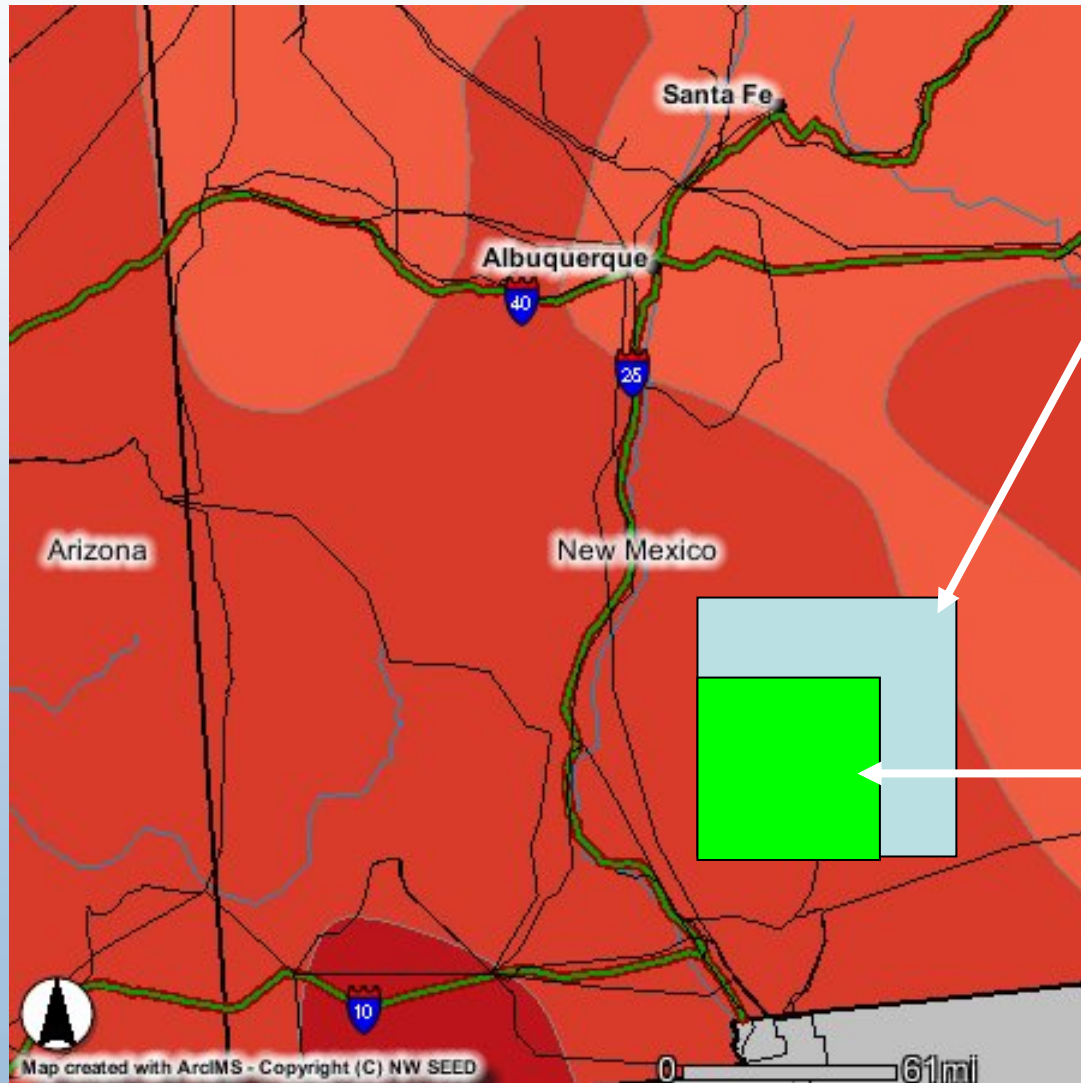 Santa Fe
Albuquerque
40
25
Arizona
New Mexico
10
Map created with ArcIMS - Copyright (C) NW SEED
0 61mi